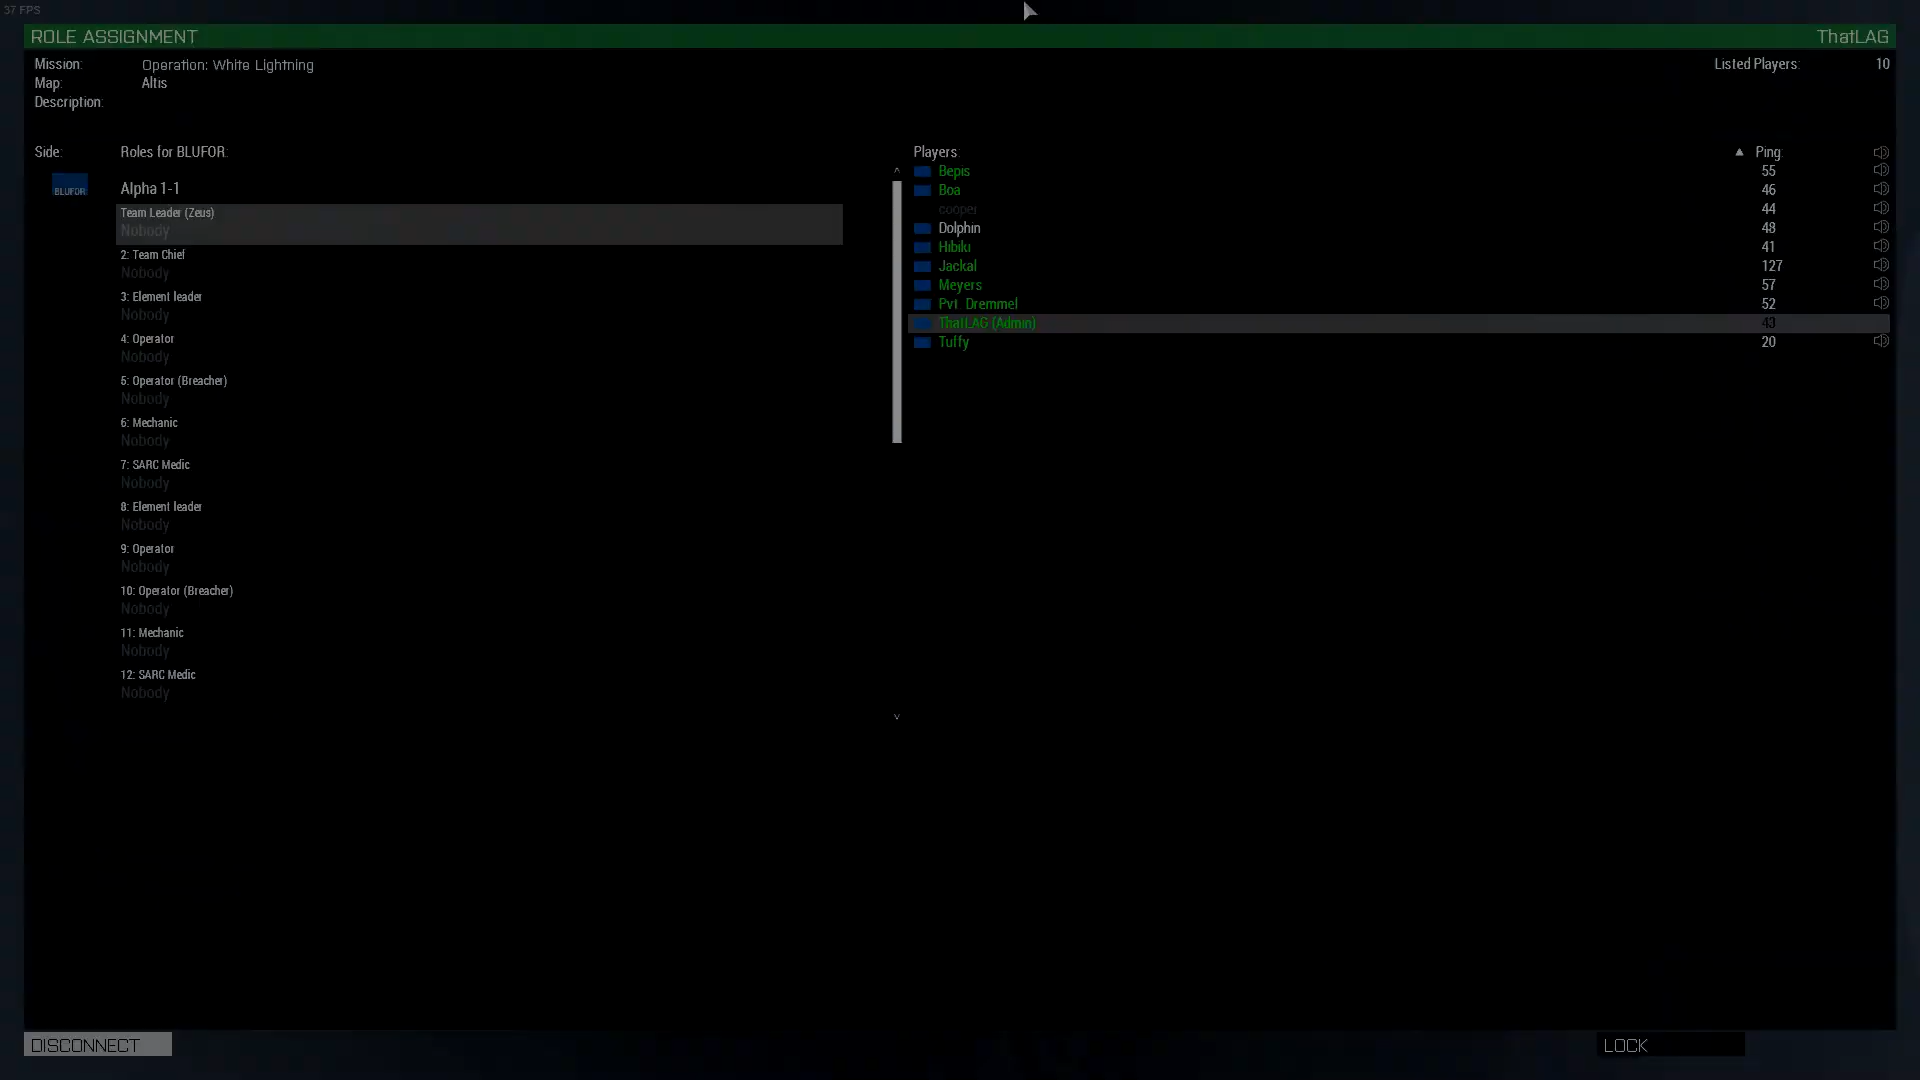 37 FPS
ROLE ASSIGNMENT ThatLAG
Mission: Operation: White Lightning Listed Players: 10
Map: Altis
Description:
Side: Roles for BLUFOR: Players: ▲ Ping:
BLUFOR
Alpha 1-1
Team Leader (Zeus)
Nobody
2: Team Chief
Nobody
3: Element leader
Nobody
4: Operator
Nobody
5: Operator (Breacher)
Nobody
6: Mechanic
Nobody
7: SARC Medic
Nobody
8: Element leader
Nobody
9: Operator
Nobody
10: Operator (Breacher)
Nobody
11: Mechanic
Nobody
12: SARC Medic
Nobody
Bepis 55
Boa 46
cooper 44
Dolphin 48
Hibiki 41
Jackal 127
Meyers 57
Pvt Dremmel 52
ThatLAG (Admin) 43
Tuffy 20
DISCONNECT LOCK